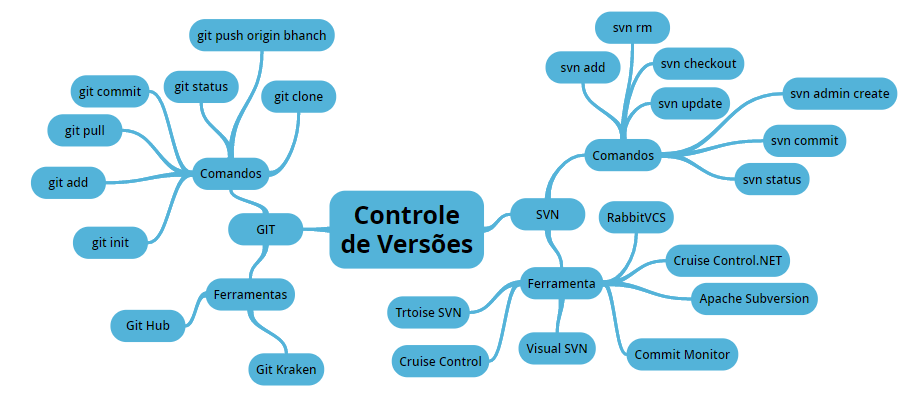 Controle
de Versões
GIT
Comandos
git push origin bhanch
git status
git clone
git commit
git pull
git add
git init
Ferramentas
Git Hub
Git Kraken
SVN
Comandos
svn rm
svn add
svn checkout
svn update
svn admin create
svn commit
svn status
Ferramenta
RabbitVCS
Cruise Control.NET
Apache Subversion
Commit Monitor
Visual SVN
Cruise Control
Trtoise SVN